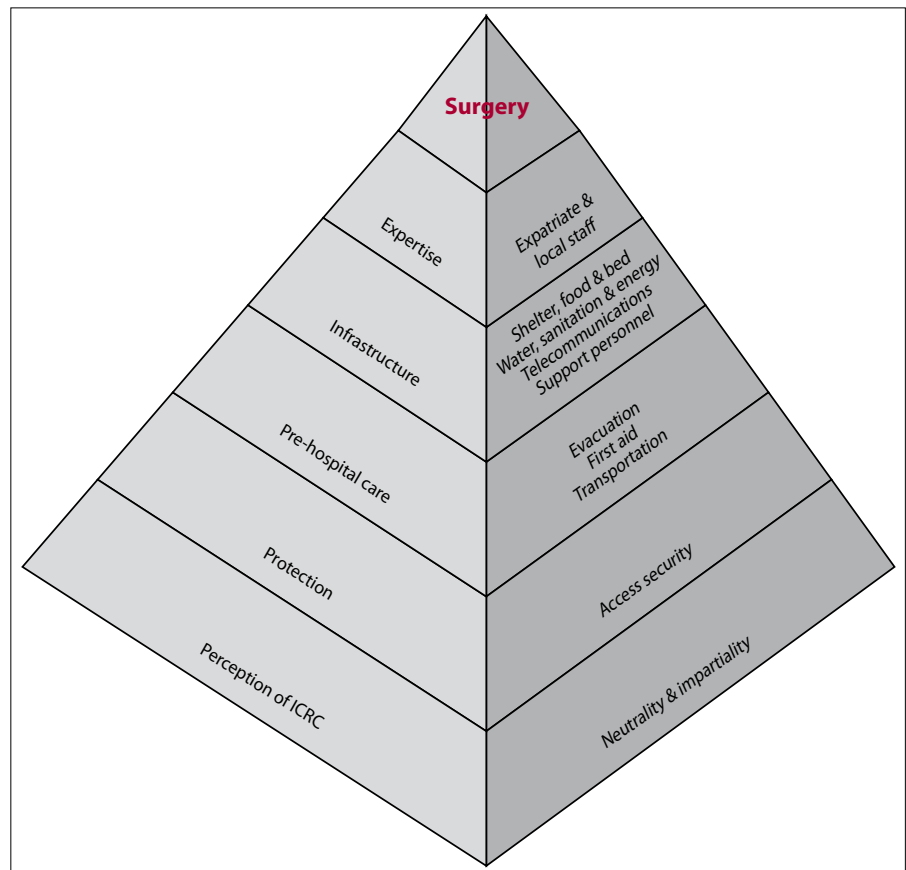 Surgery
Expertise
Expatriate &
local staff
Infrastructure
Shelter, food & bed
Water, sanitation & energy
Telecommunications
Support personnel
Pre-hospital care
Evacuation
First aid
Transportation
Protection
Access security
Perception of ICRC
Neutrality & impartiality